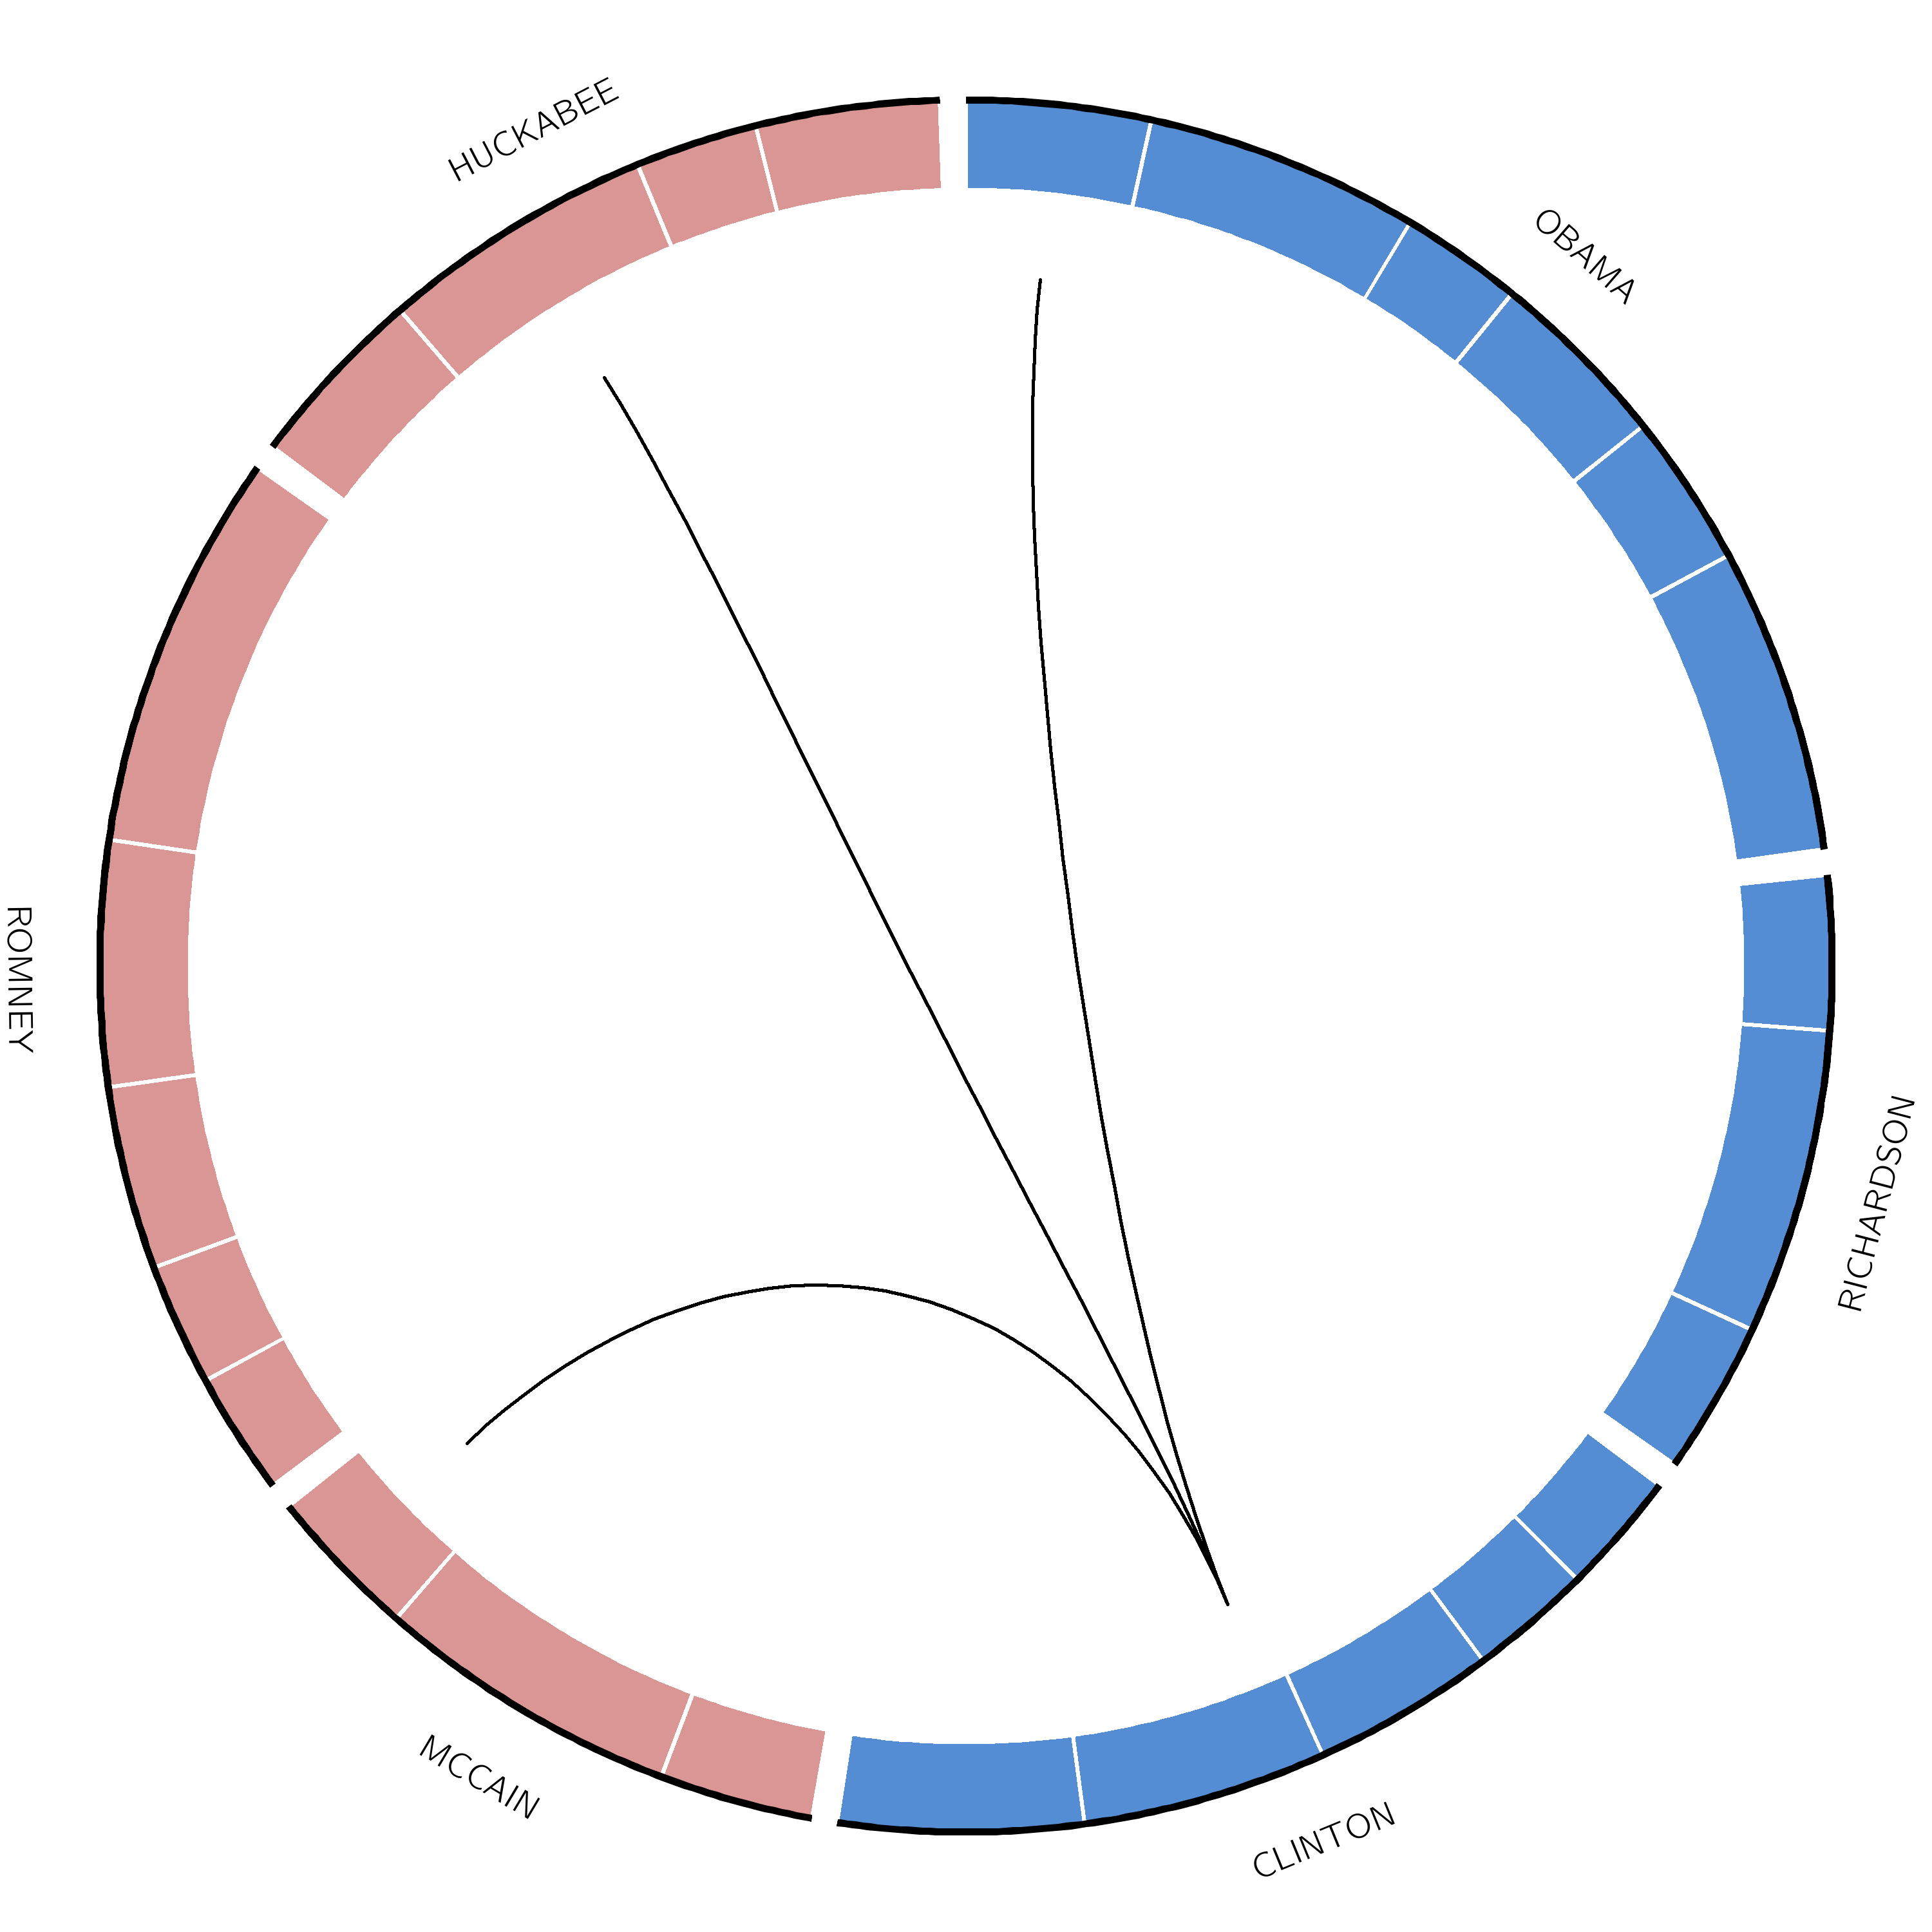 HUCKABEE
OBAMA
ROMNEY
RICHARDSON
MCCAIN
CLINTON